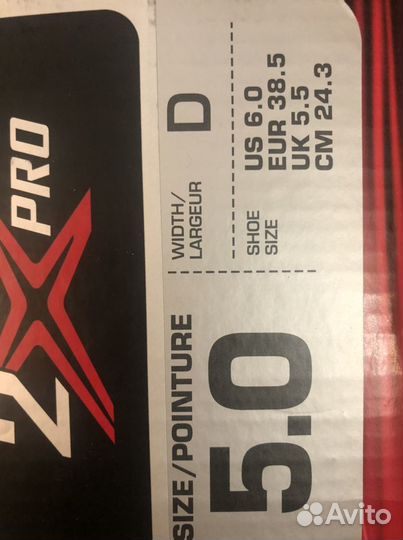 2X PRO
SIZE/POINTURE
5.0
WIDTH/
LARGEUR
D
SHOE
SIZE
US 6.0
EUR 38.5
UK 5.5
CM 24.3
Avito